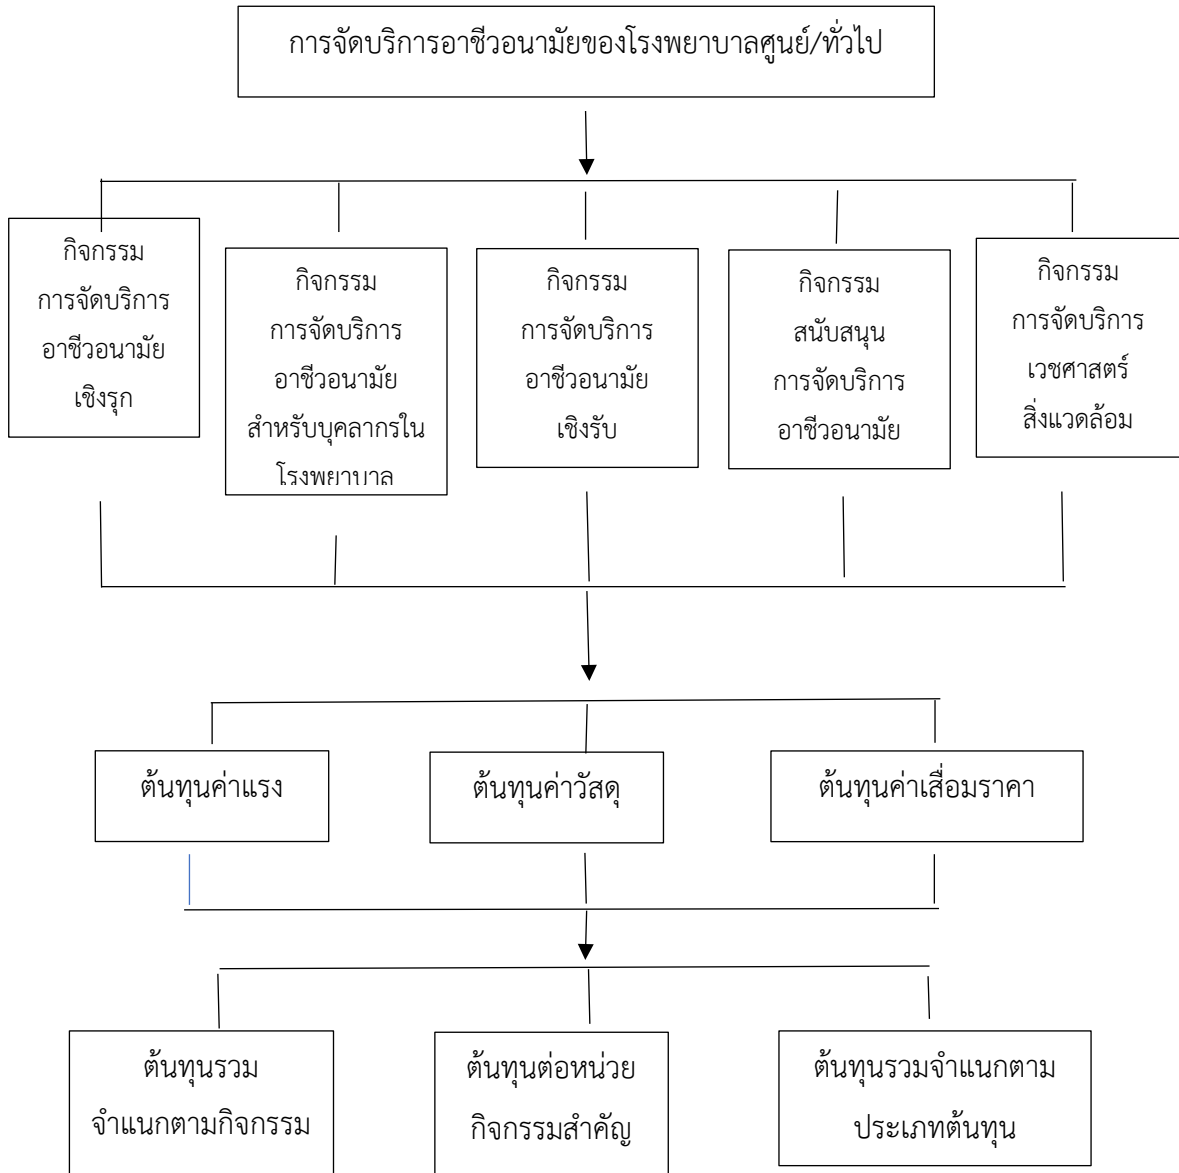 การจัดบริการอาชีวอนามัยของโรงพยาบาลศูนย์/ทั่วไป
กิจกรรม
การจัดบริการ
อาชีวอนามัย
เชิงรุก
กิจกรรม
การจัดบริการ
อาชีวอนามัย
สำหรับบุคลากรใน
โรงพยาบาล
กิจกรรม
การจัดบริการ
อาชีวอนามัย
เชิงรับ
กิจกรรม
สนับสนุน
การจัดบริการ
อาชีวอนามัย
กิจกรรม
การจัดบริการ
เวชศาสตร์
สิ่งแวดล้อม
ต้นทุนค่าแรง
ต้นทุนค่าวัสดุ
ต้นทุนค่าเสื่อมราคา
ต้นทุนรวม
จำแนกตามกิจกรรม
ต้นทุนต่อหน่วย
กิจกรรมสำคัญ
ต้นทุนรวมจำแนกตาม
ประเภทต้นทุน